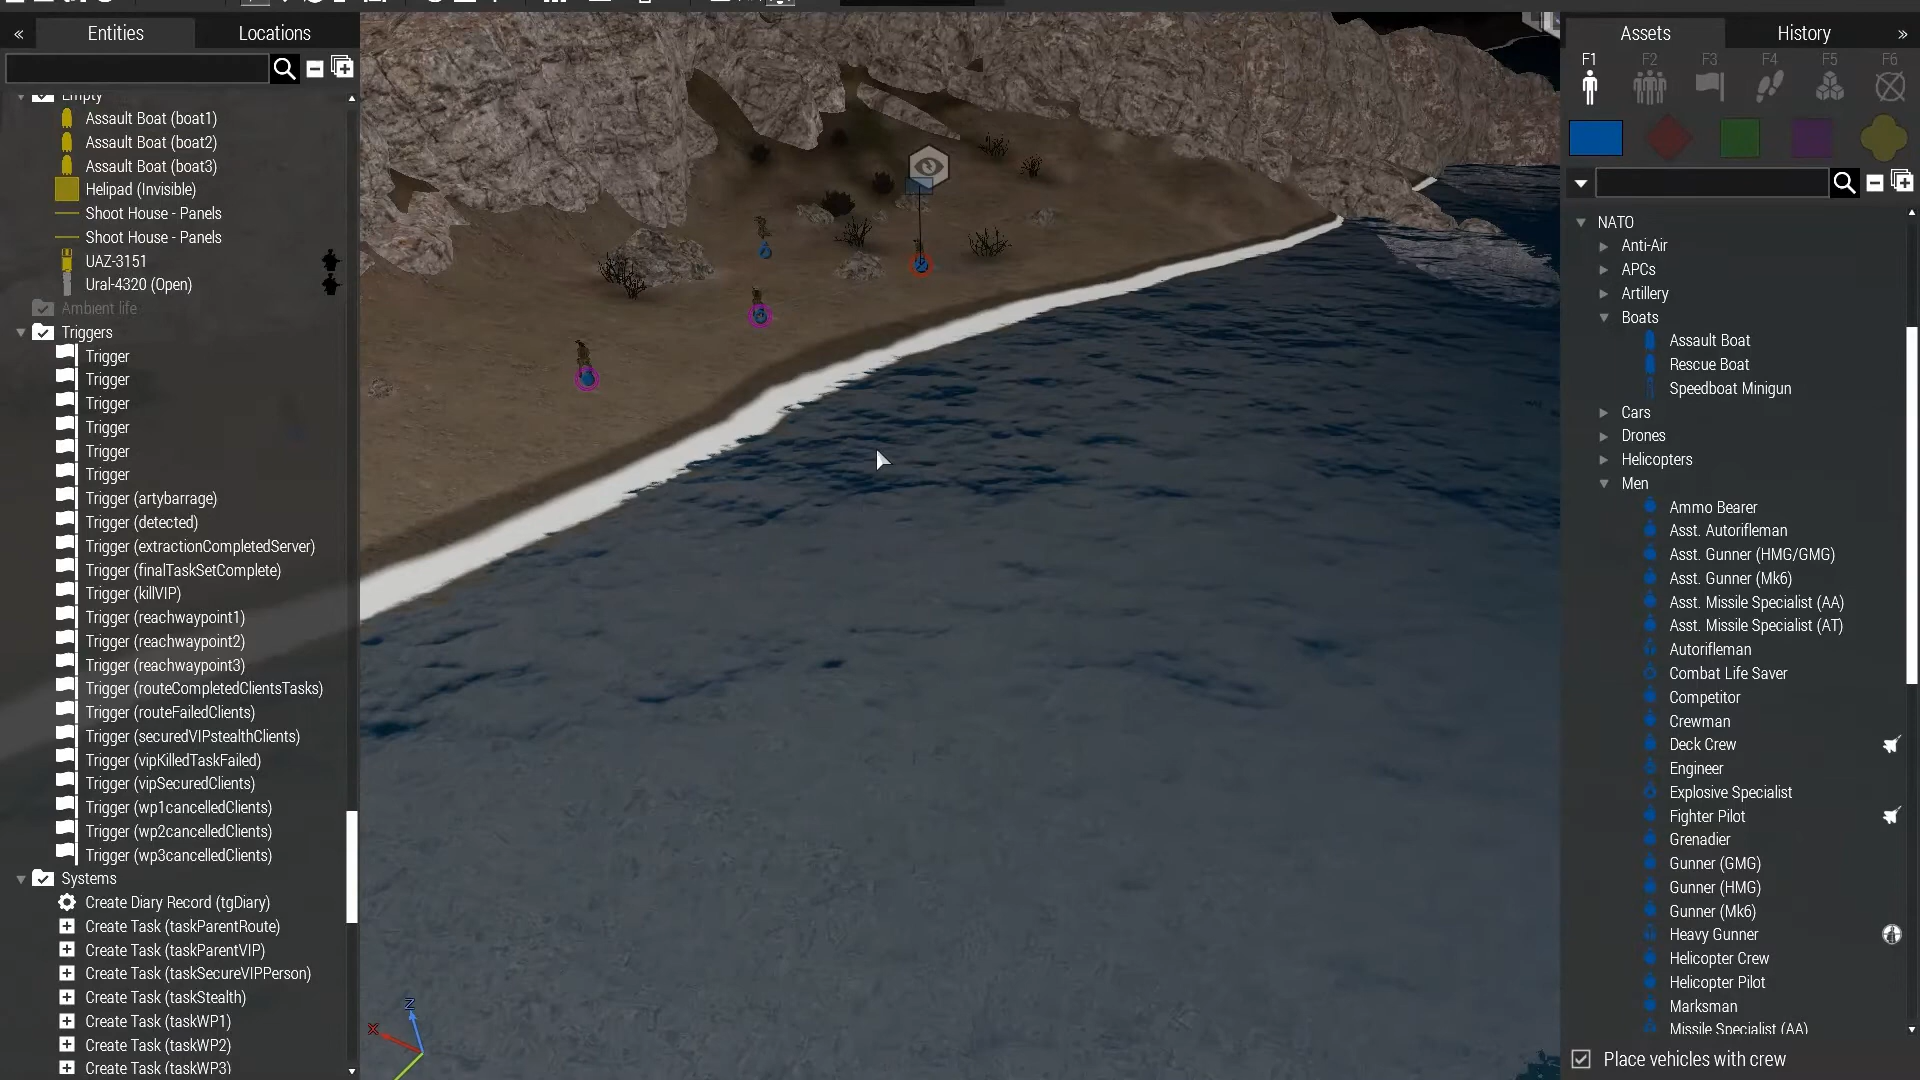 Entities
Locations
Empty
Assault Boat (boat1)
Assault Boat (boat2)
Assault Boat (boat3)
Helipad (Invisible)
Shoot House - Panels
Shoot House - Panels
UAZ-3151
Ural-4320 (Open)
Ambient life
Triggers
Trigger
Trigger
Trigger
Trigger
Trigger
Trigger
Trigger (artybarrage)
Trigger (detected)
Trigger (extractionCompletedServer)
Trigger (finalTaskSetComplete)
Trigger (killVIP)
Trigger (reachwaypoint1)
Trigger (reachwaypoint2)
Trigger (reachwaypoint3)
Trigger (routeCompletedClientsTasks)
Trigger (routeFailedClients)
Trigger (securedVIPstealthClients)
Trigger (vipKilledTaskFailed)
Trigger (vipSecuredClients)
Trigger (wp1cancelledClients)
Trigger (wp2cancelledClients)
Trigger (wp3cancelledClients)
Systems
Create Diary Record (tgDiary)
Create Task (taskParentRoute)
Create Task (taskParentVIP)
Create Task (taskSecureVIPPerson)
Create Task (taskStealth)
Create Task (taskWP1)
Create Task (taskWP2)
Create Task (taskWP3)
Z
X
Assets
History
F1 F2 F3 F4 F5 F6
NATO
Anti-Air
APCs
Artillery
Boats
Assault Boat
Rescue Boat
Speedboat Minigun
Cars
Drones
Helicopters
Men
Ammo Bearer
Asst. Autorifleman
Asst. Gunner (HMG/GMG)
Asst. Gunner (Mk6)
Asst. Missile Specialist (AA)
Asst. Missile Specialist (AT)
Autorifleman
Combat Life Saver
Competitor
Crewman
Deck Crew
Engineer
Explosive Specialist
Fighter Pilot
Grenadier
Gunner (GMG)
Gunner (HMG)
Gunner (Mk6)
Heavy Gunner
Helicopter Crew
Helicopter Pilot
Marksman
Missile Specialist (AA)
Place vehicles with crew